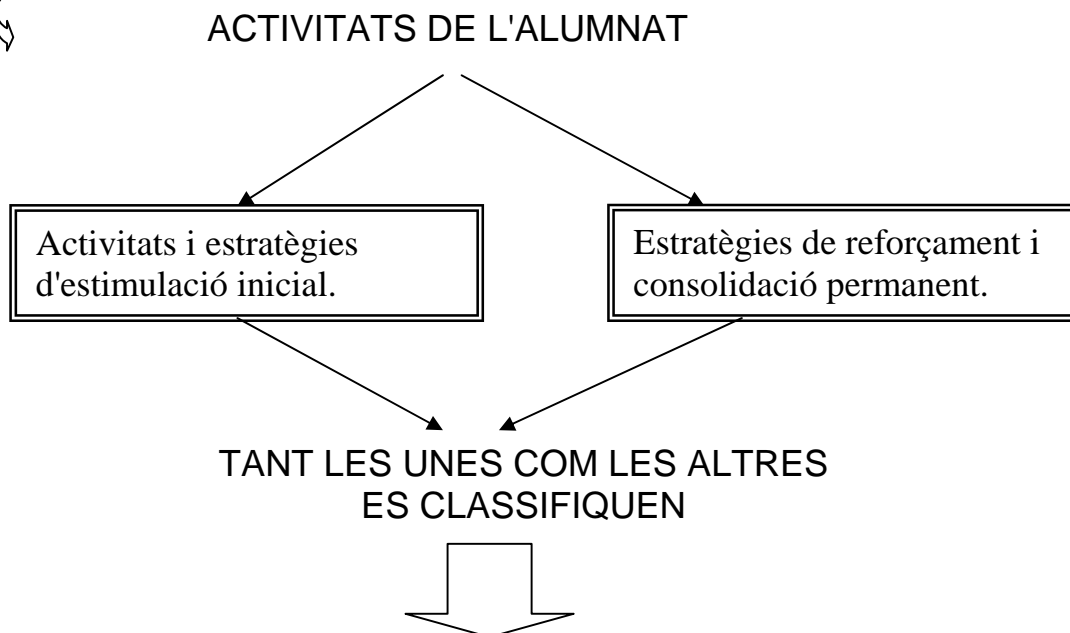 ACTIVITATS DE L'ALUMNAT
Activitats i estratègies
d'estimulació inicial.
Estratègies de reforçament i
consolidació permanent.
TANT LES UNES COM LES ALTRES
ES CLASSIFIQUEN